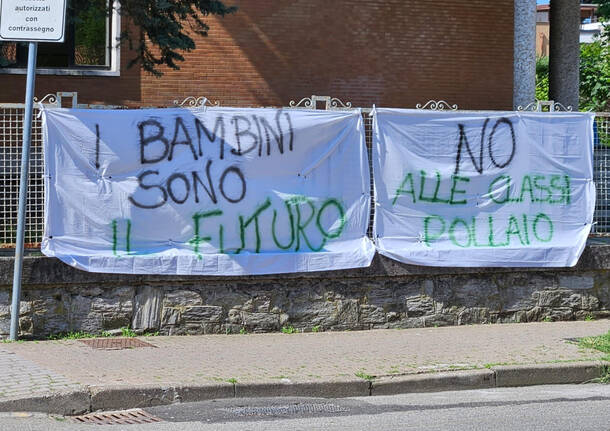 autorizzati
con
contrassegno
I BAMBINI
SONO
IL FUTURO
NO
ALLE CLASSI
POLLAIO